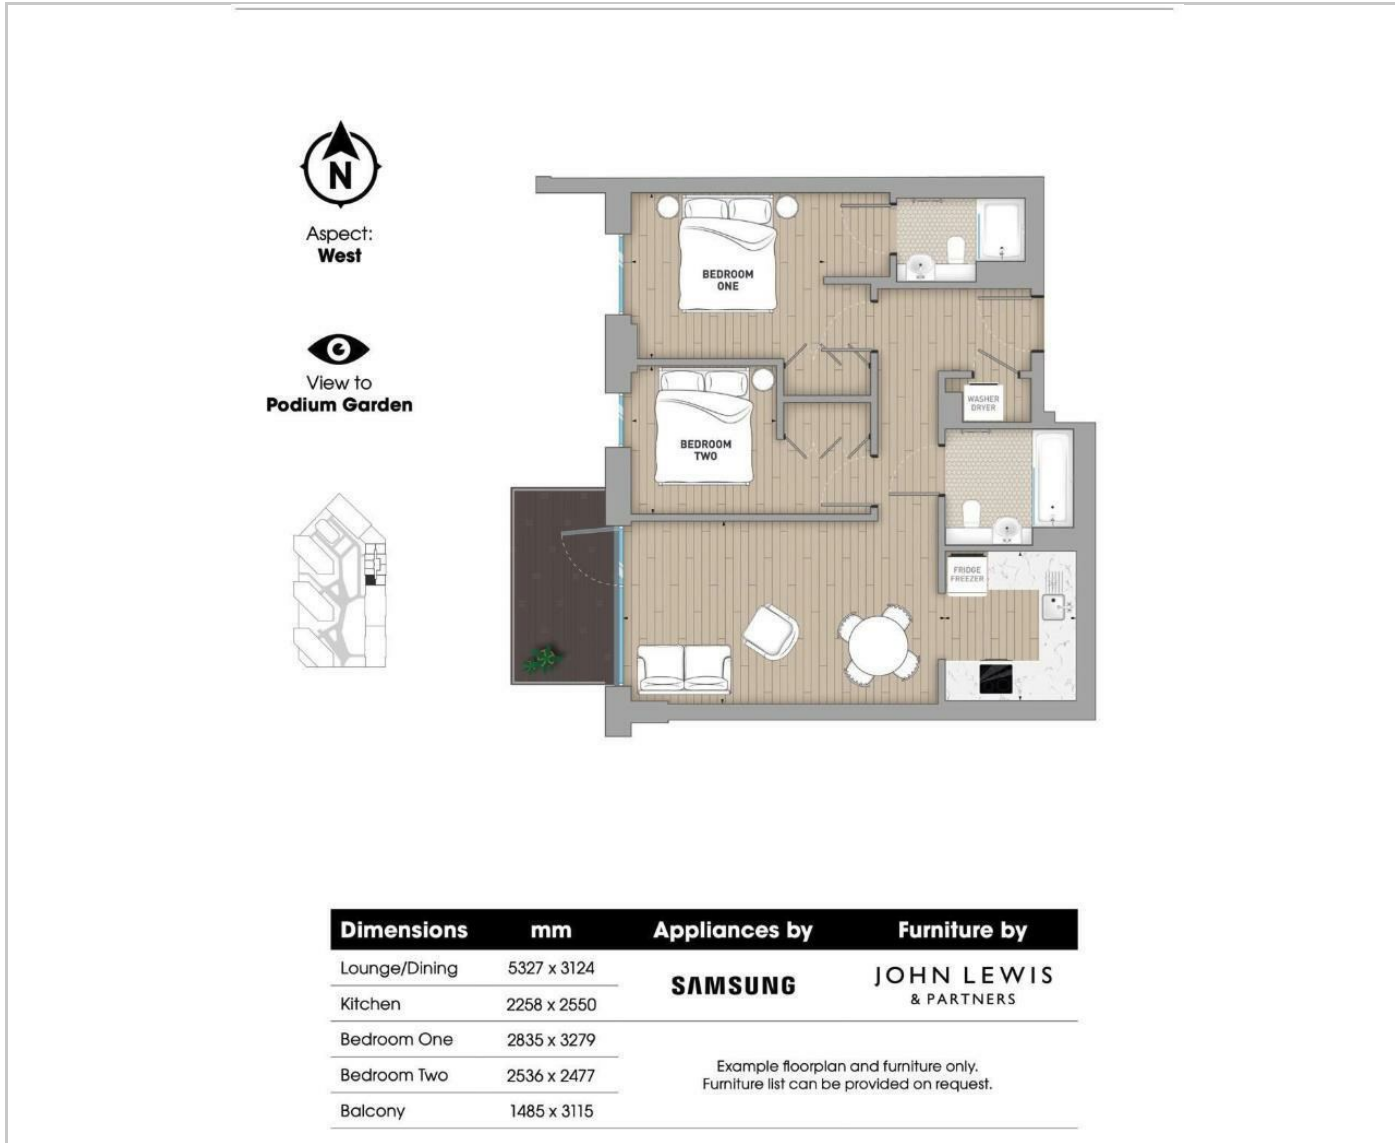 N
Aspect:
West
View to
Podium Garden
BEDROOM
ONE
BEDROOM
TWO
WASHER
DRYER
FRIDGE
FREEZER
Dimensions mm Appliances by Furniture by
Lounge/Dining 5327 x 3124
SAMSUNG
JOHN LEWIS
& PARTNERS
Kitchen 2258 x 2550
Bedroom One 2835 x 3279
Bedroom Two 2536 x 2477
Balcony 1485 x 3115
Example floorplan and furniture only.
Furniture list can be provided on request.